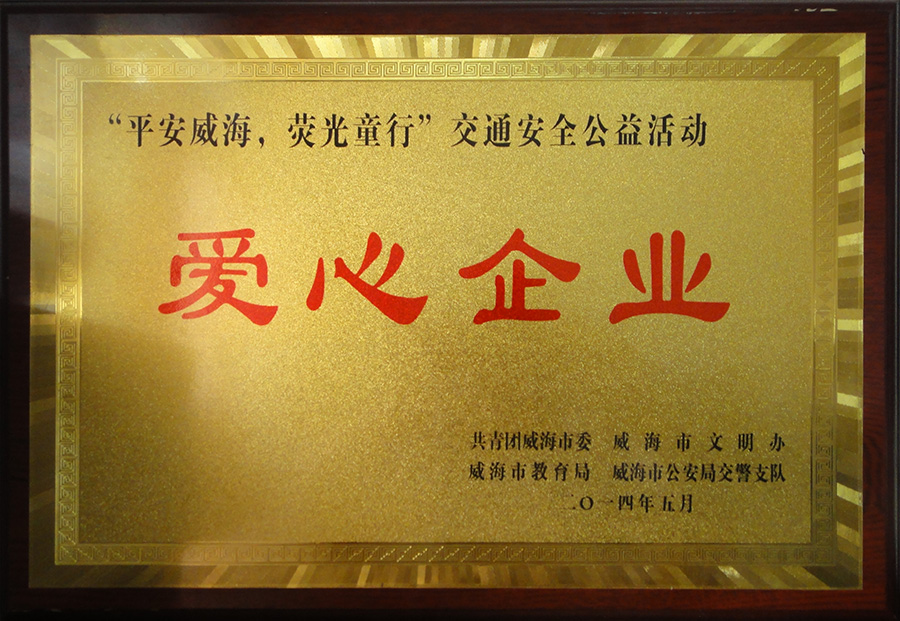 “平安威海，荧光童行”交通安全公益活动
爱心企业
共青团威海市委 威海市文明办
威海市教育局 威海市公安局交警支队
二〇一四年五月